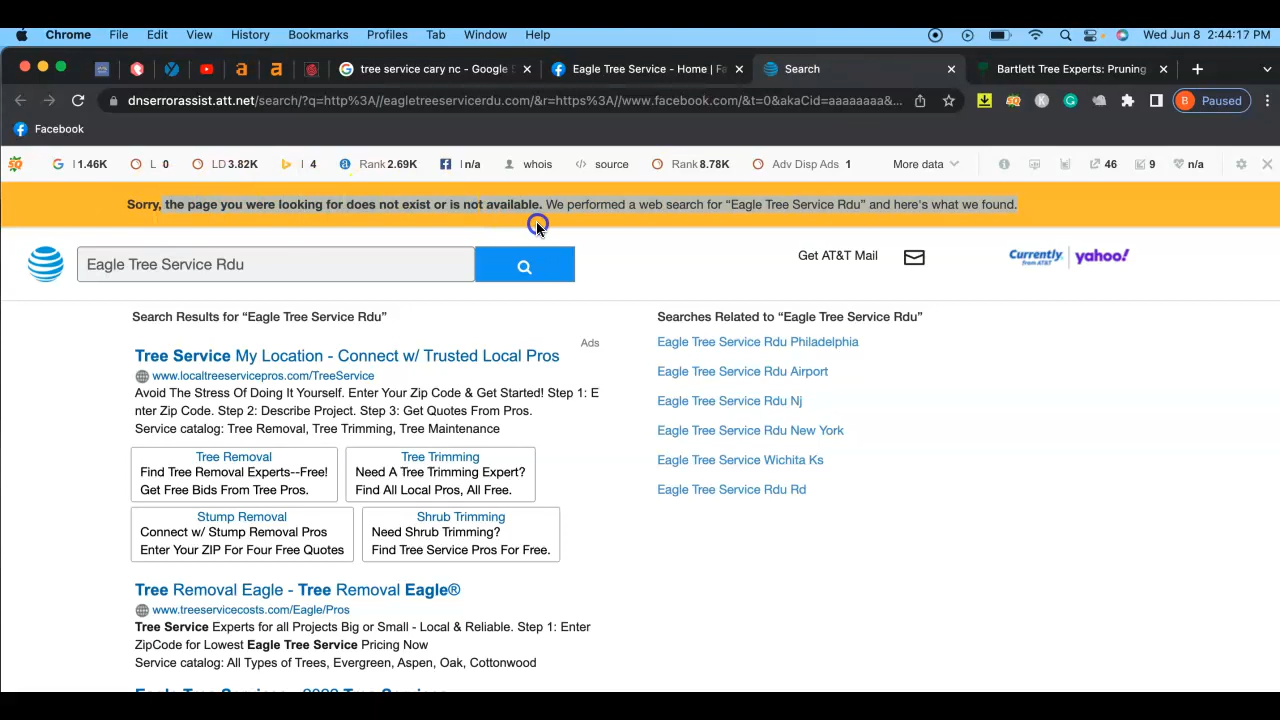 Chrome File Edit View History Bookmarks Profiles Tab Window Help Wed Jun 8 2:44:17 PM
tree service cary nc - Google S Eagle Tree Service - Home | Fa Search Bartlett Tree Experts: Pruning
dnserrorassist.att.net/search/?q=http%3A//eagletreeservicerdu.com/&r=https%3A//www.facebook.com/&t=0&akaCid=aaaaaaaa&... B Paused
Facebook
I 1.46K L 0 LD 3.82K I 4 Rank 2.69K I n/a whois source Rank 8.78K Adv Disp Ads 1 More data 46 9 n/a
Sorry, the page you were looking for does not exist or is not available. We performed a web search for “Eagle Tree Service Rdu” and here's what we found.
Eagle Tree Service Rdu
Get AT&T Mail
Currently, from AT&T yahoo!
Search Results for “Eagle Tree Service Rdu”
Ads
Tree Service My Location - Connect w/ Trusted Local Pros
www.localtreeservicepros.com/TreeService
Avoid The Stress Of Doing It Yourself. Enter Your Zip Code & Get Started! Step 1: E
nter Zip Code. Step 2: Describe Project. Step 3: Get Quotes From Pros.
Service catalog: Tree Removal, Tree Trimming, Tree Maintenance
Tree Removal
Find Tree Removal Experts--Free!
Get Free Bids From Tree Pros.
Tree Trimming
Need A Tree Trimming Expert?
Find All Local Pros, All Free.
Stump Removal
Connect w/ Stump Removal Pros
Enter Your ZIP For Four Free Quotes
Shrub Trimming
Need Shrub Trimming?
Find Tree Service Pros For Free.
Tree Removal Eagle - Tree Removal Eagle®
www.treeservicecosts.com/Eagle/Pros
Tree Service Experts for all Projects Big or Small - Local & Reliable. Step 1: Enter
ZipCode for Lowest Eagle Tree Service Pricing Now
Service catalog: All Types of Trees, Evergreen, Aspen, Oak, Cottonwood
Searches Related to “Eagle Tree Service Rdu”
Eagle Tree Service Rdu Philadelphia
Eagle Tree Service Rdu Airport
Eagle Tree Service Rdu Nj
Eagle Tree Service Rdu New York
Eagle Tree Service Wichita Ks
Eagle Tree Service Rdu Rd